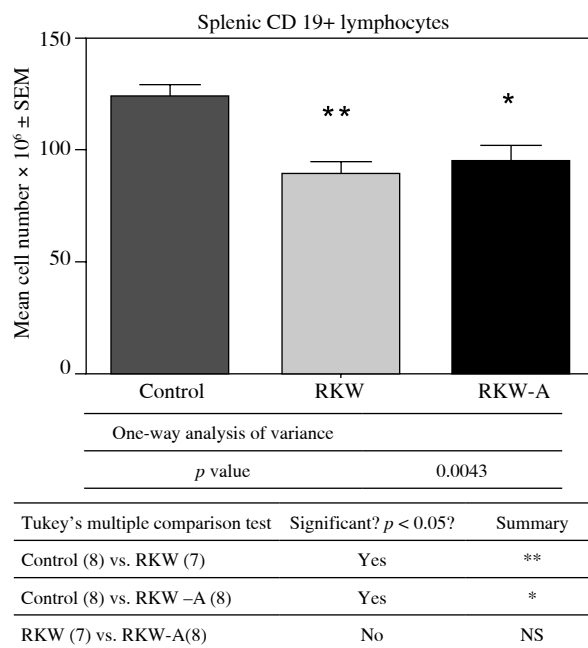 Splenic CD 19+ lymphocytes
Mean cell number × 10⁶ ± SEM
150
100
50
0
**
*
Control RKW RKW-A
One-way analysis of variance
p value 0.0043
Tukey's multiple comparison test Significant? p < 0.05? Summary
Control (8) vs. RKW (7) Yes **
Control (8) vs. RKW –A (8) Yes *
RKW (7) vs. RKW-A(8) No NS